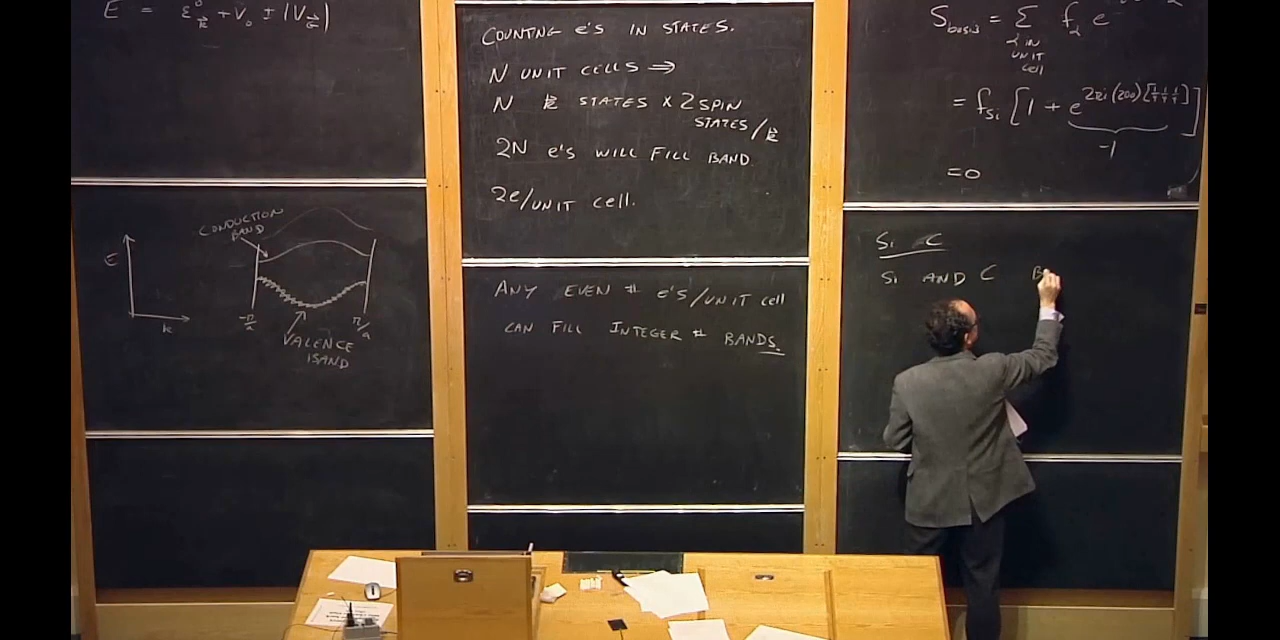 E = ε⁰_k⃗ + V₀ ± |V_G⃗|
CONDUCTION
BAND
E
k
-π/a
π/a
VALENCE
BAND
COUNTING e's IN STATES.
N UNIT CELLS ⇒
N k⃗ STATES × 2 SPIN
STATES/k⃗
2N e's WILL FILL BAND.
2e/UNIT CELL.
ANY EVEN # e's/UNIT CELL
CAN FILL INTEGER # BANDS.
S_basis = Σ f_α e
α IN
UNIT
CELL
= f_Si [1 + e^{2πi(200)[¼ ¼ ¼]}]
-1
= 0
Si C
Si AND C